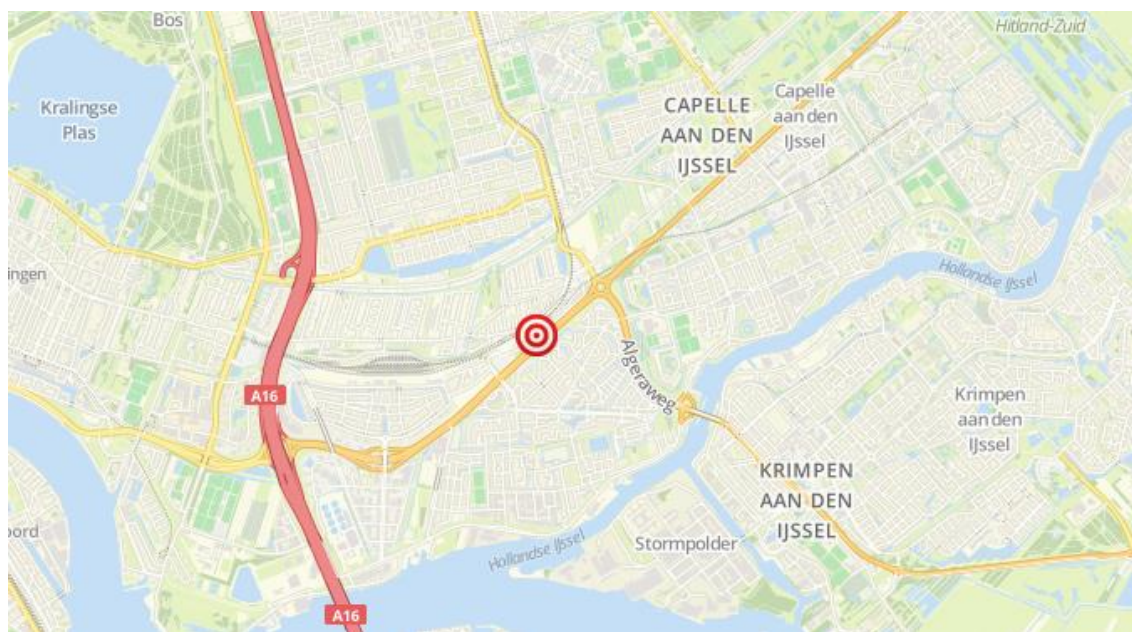 Bos
Hitland-Zuid
Kralingse
Plas
CAPELLE
AAN DEN
IJSSEL
Capelle
aan den
IJssel
ingen
Hollandse IJssel
Algeraweg
A16
Krimpen
aan den
IJssel
KRIMPEN
AAN DEN
IJSSEL
oord
Hollandse IJssel
Stormpolder
A16